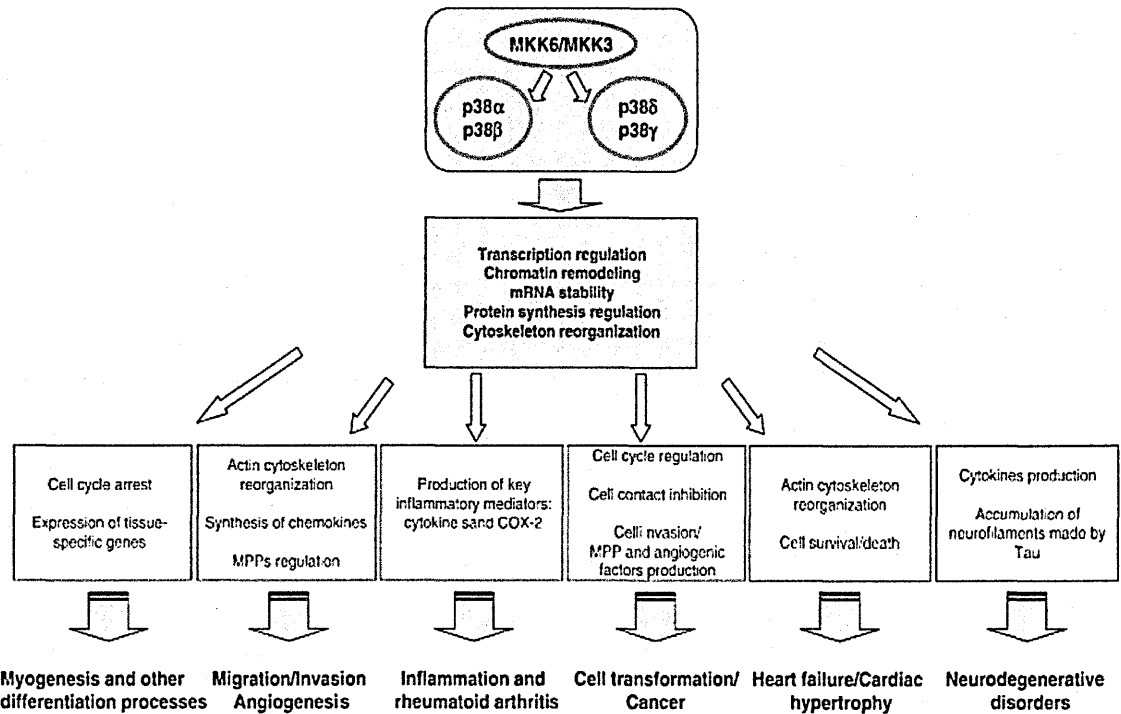 MKK6/MKK3
p38α
p38β
p38δ
p38γ
Transcription regulation
Chromatin remodeling
mRNA stability
Protein synthesis regulation
Cytoskeleton reorganization
Cell cycle arrest
Expression of tissue-
specific genes
Actin cytoskeleton
reorganization
Synthesis of chemokines
MPPs regulation
Production of key
inflammatory mediators:
cytokine sand COX-2
Cell cycle regulation
Cell contact inhibition
Celli nvasion/
MPP and angiogenic
factors production
Actin cytoskeleton
reorganization
Cell survival/death
Cytokines production
Accumulation of
neurofilaments made by
Tau
Myogenesis and other
differentiation processes
Migration/Invasion
Angiogenesis
Inflammation and
rheumatoid arthritis
Cell transformation/
Cancer
Heart failure/Cardiac
hypertrophy
Neurodegenerative
disorders